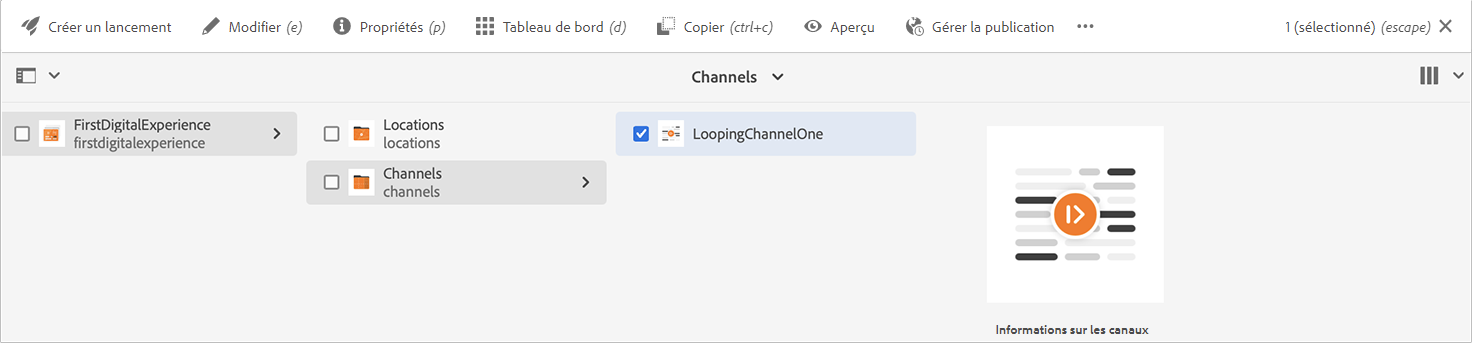 Créer un lancement Modifier (e) Propriétés (p) Tableau de bord (d) Copier (ctrl+c) Aperçu Gérer la publication ••• 1 (sélectionné) (escape)
Channels
FirstDigitalExperience
firstdigitalexperience
Locations
locations
Channels
channels
LoopingChannelOne
Informations sur les canaux